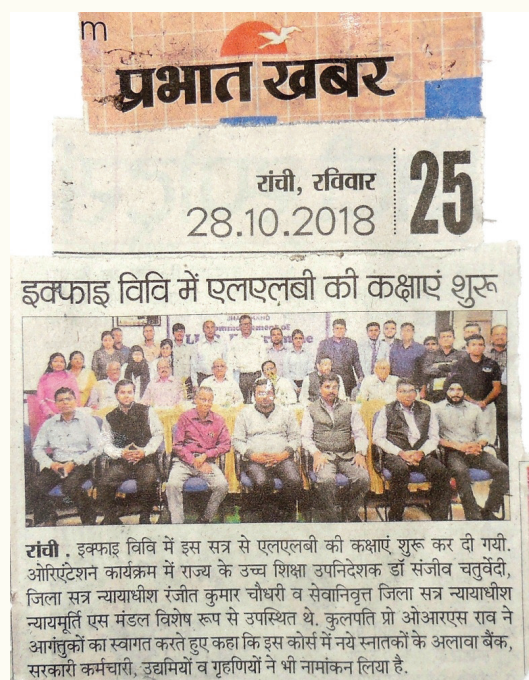 m
प्रभात खबर
रांची, रविवार
28.10.2018
25
इक्फाइ विवि में एलएलबी की कक्षाएं शुरू
रांची . इक्फाइ विवि में इस सत्र से एलएलबी की कक्षाएं शुरू कर दी गयी.
ओरिएंटेशन कार्यक्रम में राज्य के उच्च शिक्षा उपनिदेशक डॉ संजीव चतुर्वेदी,
जिला सत्र न्यायाधीश रंजीत कुमार चौधरी व सेवानिवृत्त जिला सत्र न्यायाधीश
न्यायमूर्ति एस मंडल विशेष रूप से उपस्थित थे. कुलपति प्रो ओआरएस राव ने
आगंतुकों का स्वागत करते हुए कहा कि इस कोर्स में नये स्नातकों के अलावा बैंक,
सरकारी कर्मचारी, उद्यमियों व गृहणियों ने भी नामांकन लिया है.